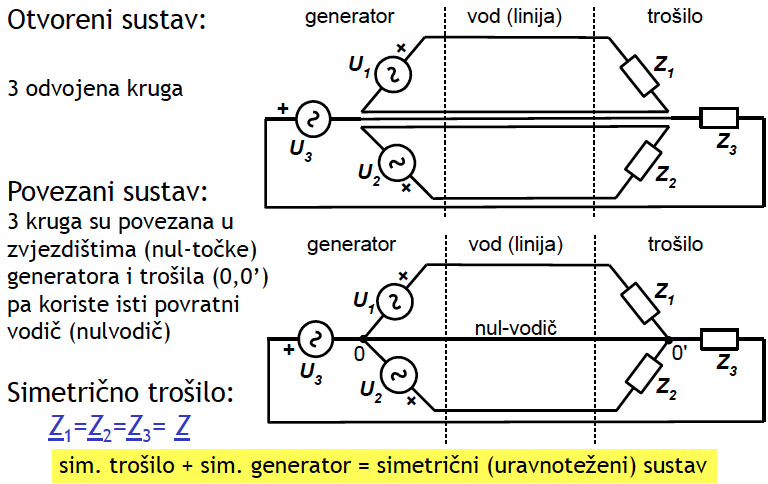 Otvoreni sustav:
3 odvojena kruga
generator
vod (linija)
trošilo
U1
Z1
+
U3
U2
Z2
Z3
Povezani sustav:
3 kruga su povezana u
zvjezdištima (nul-točke)
generatora i trošila (0,0’)
pa koriste isti povratni
vodič (nulvodič)
generator
vod (linija)
trošilo
U1
Z1
nul-vodič
+
U3
0
0'
Z3
U2
Z2
Simetrično trošilo:
Z1=Z2=Z3= Z
sim. trošilo + sim. generator = simetrični (uravnoteženi) sustav